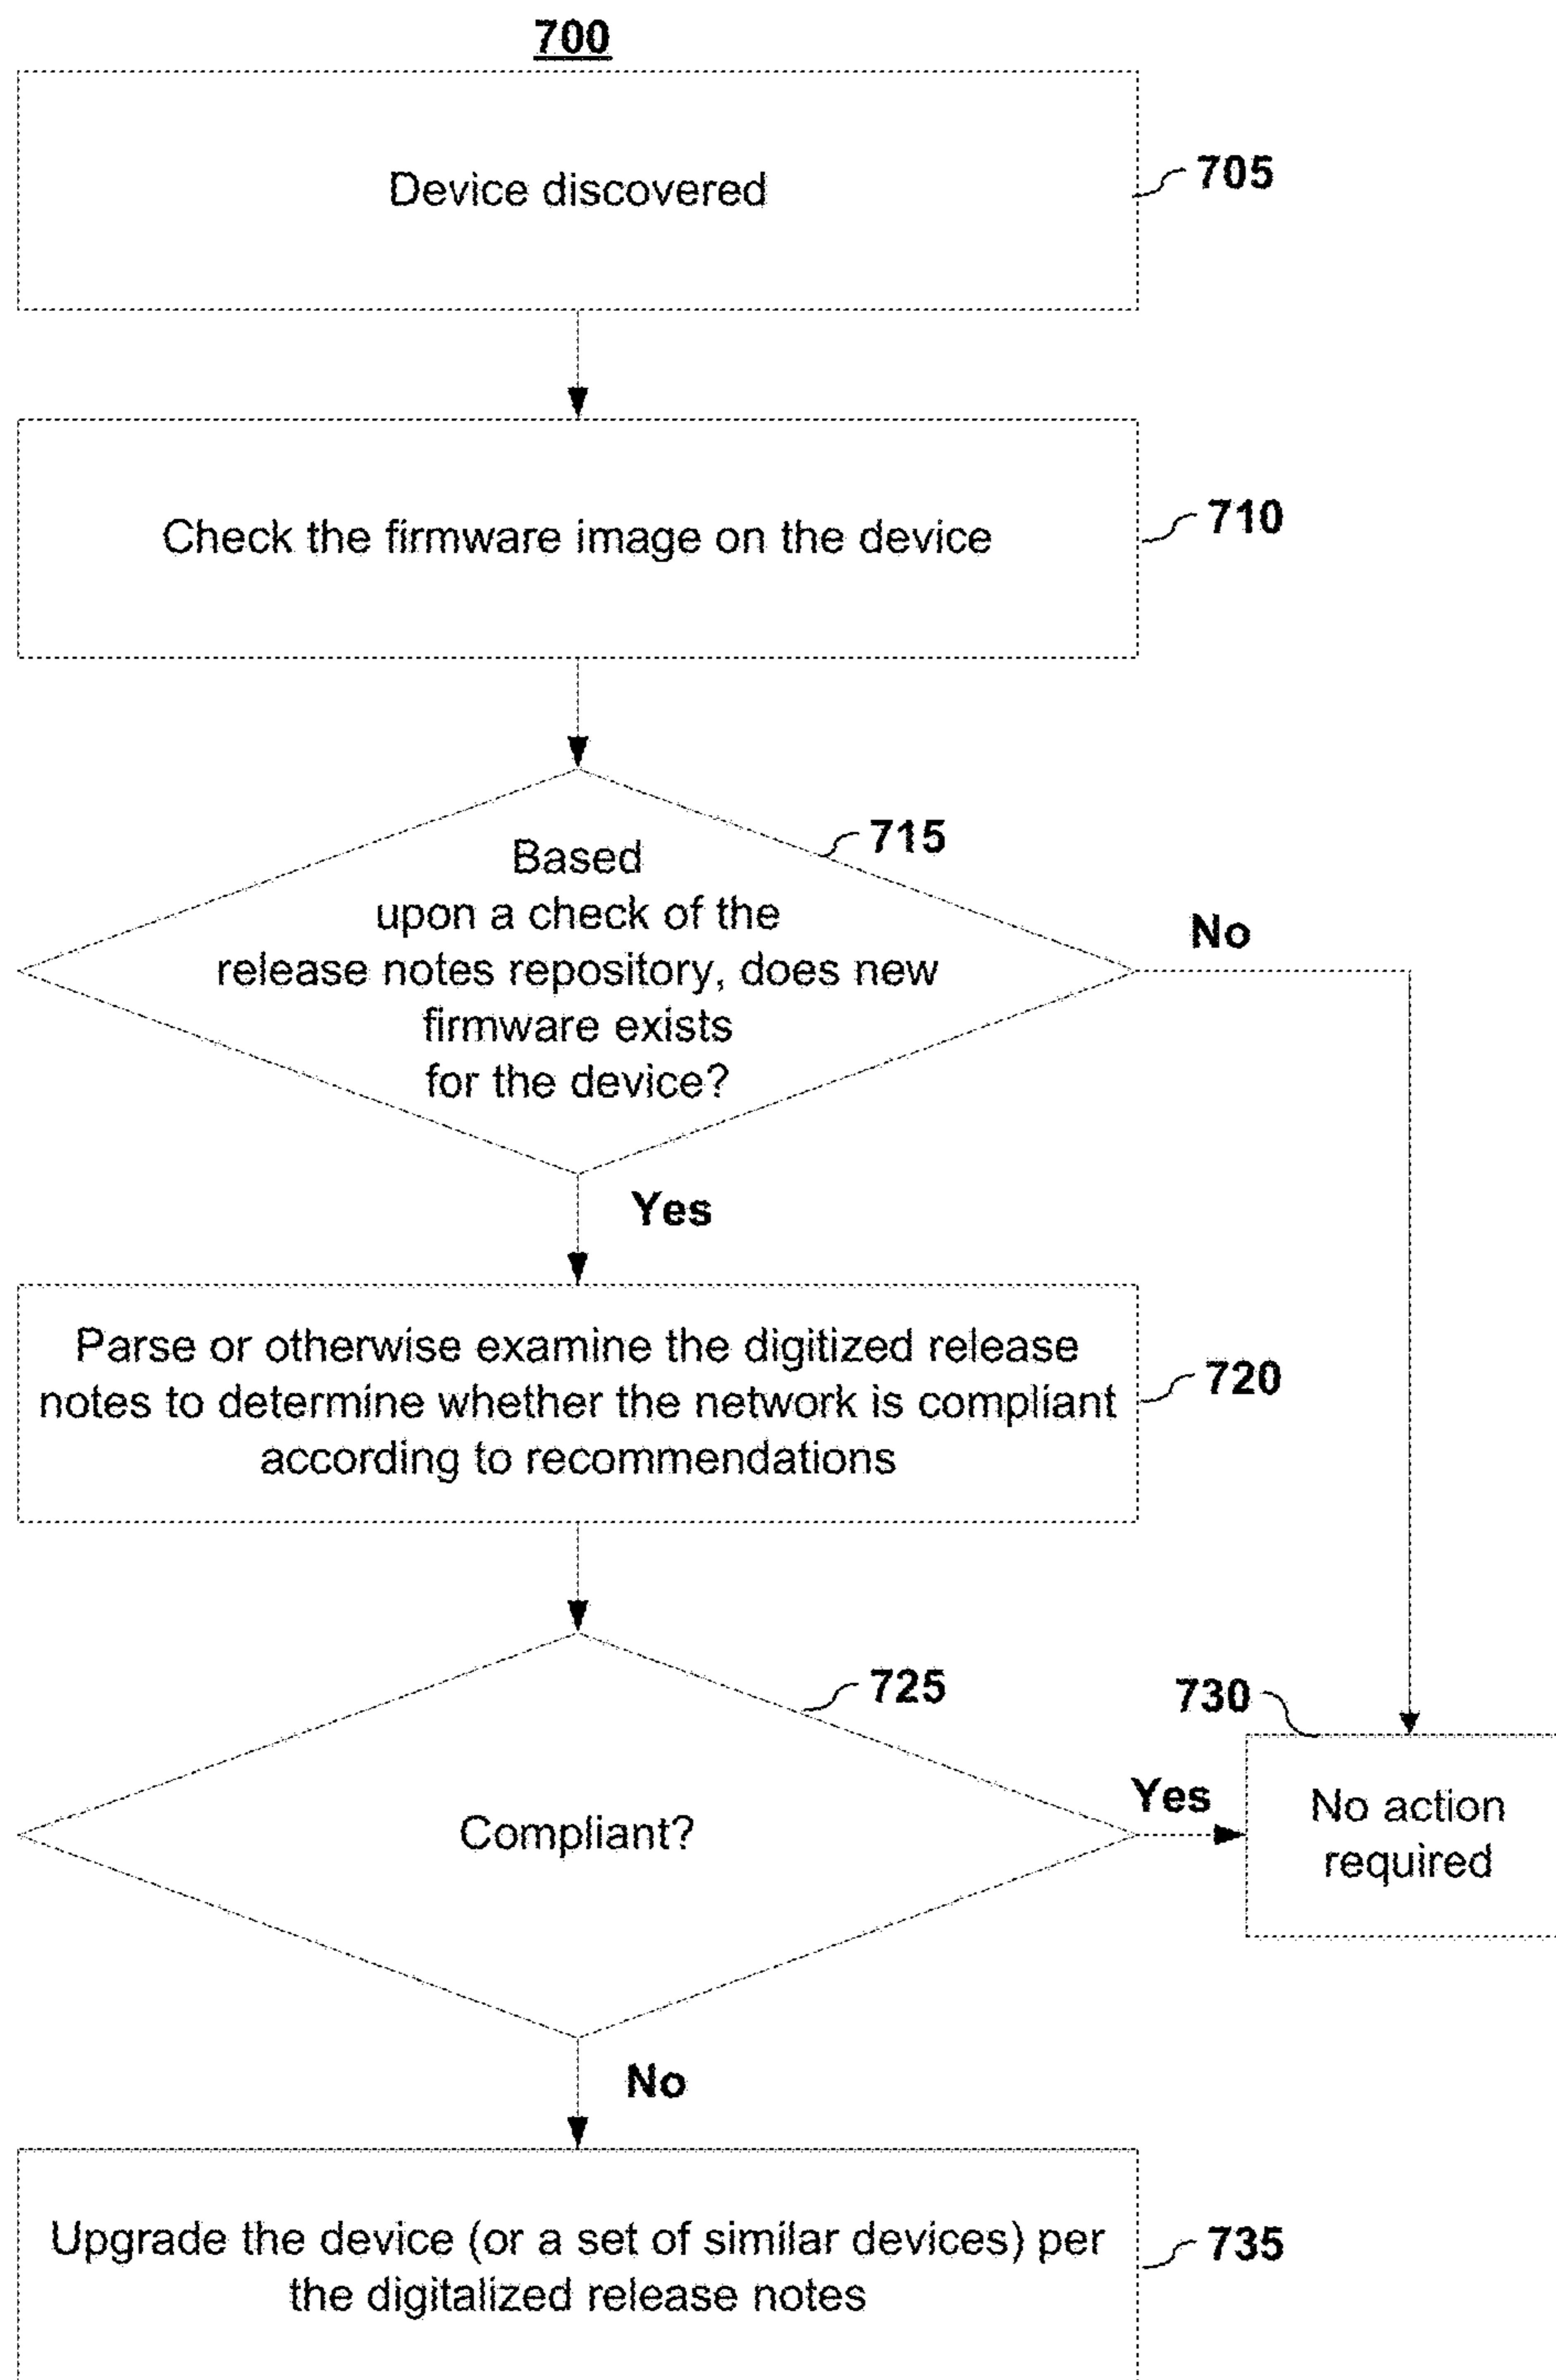 700
Device discovered
705
Check the firmware image on the device
710
Based
upon a check of the
release notes repository, does new
firmware exists
for the device?
715
No
Yes
Parse or otherwise examine the digitized release
notes to determine whether the network is compliant
according to recommendations
720
Compliant?
725
Yes
730
No action
required
No
Upgrade the device (or a set of similar devices) per
the digitalized release notes
735